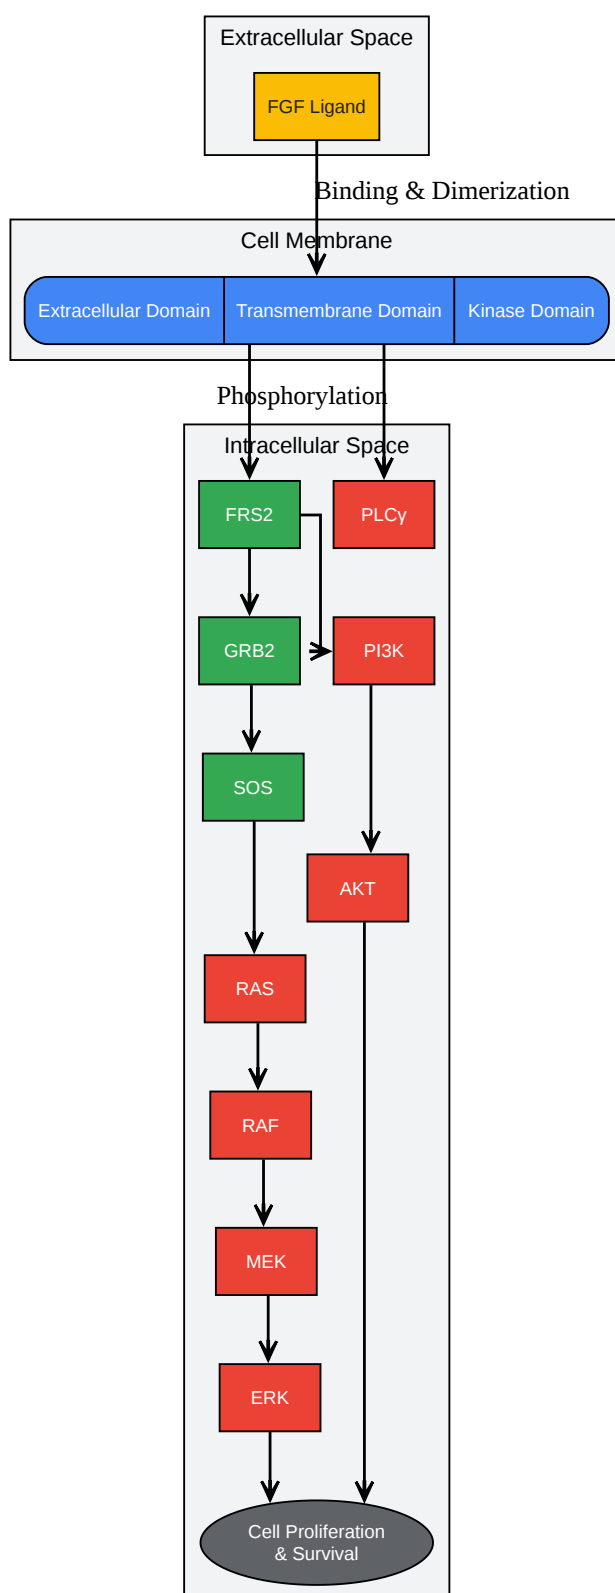 Extracellular Space
FGF Ligand
Binding & Dimerization
Cell Membrane
Extracellular Domain
Transmembrane Domain
Kinase Domain
Phosphorylation
Intracellular Space
FRS2
PLCγ
GRB2
PI3K
SOS
AKT
RAS
RAF
MEK
ERK
Cell Proliferation
& Survival